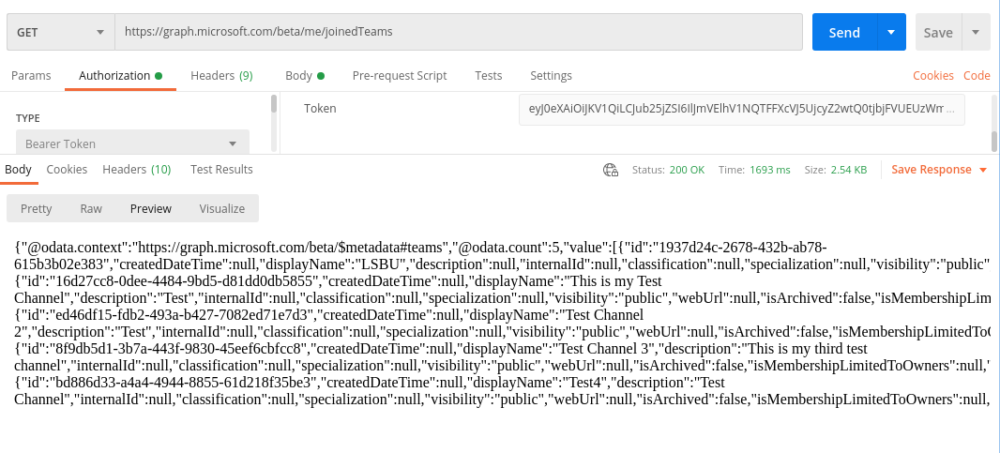 GET https://graph.microsoft.com/beta/me/joinedTeams Send Save
Params Authorization Headers (9) Body Pre-request Script Tests Settings Cookies Code
Token eyJ0eXAiOiJKV1QiLCJub25jZSI6IlJmVElhV1NQTFFXcVJ5UjcyZ2wtQ0tjbjFVUEUzWm ...
TYPE
Bearer Token
Body Cookies Headers (10) Test Results Status: 200 OK Time: 1693 ms Size: 2.54 KB Save Response
Pretty Raw Preview Visualize
{"@odata.context":"https://graph.microsoft.com/beta/$metadata#teams","@odata.count":5,"value":[{"id":"1937d24c-2678-432b-ab78-
615b3b02e383","createdDateTime":null,"displayName":"LSBU","description":null,"internalId":null,"classification":null,"specialization":null,"visibility":"public",
{"id":"16d27cc8-0dee-4484-9bd5-d81dd0db5855","createdDateTime":null,"displayName":"This is my Test
Channel","description":"Test","internalId":null,"classification":null,"specialization":null,"visibility":"public","webUrl":null,"isArchived":false,"isMembershipLim
{"id":"ed46df15-fdb2-493a-b427-7082ed71e7d3","createdDateTime":null,"displayName":"Test Channel
2","description":"Test","internalId":null,"classification":null,"specialization":null,"visibility":"public","webUrl":null,"isArchived":false,"isMembershipLimitedToO
{"id":"8f9db5d1-3b7a-443f-9830-45eef6cbfcc8","createdDateTime":null,"displayName":"Test Channel 3","description":"This is my third test
channel","internalId":null,"classification":null,"specialization":null,"visibility":"public","webUrl":null,"isArchived":false,"isMembershipLimitedToOwners":null,"
{"id":"bd886d33-a4a4-4944-8855-61d218f35be3","createdDateTime":null,"displayName":"Test4","description":"Test
Channel","internalId":null,"classification":null,"specialization":null,"visibility":"public","webUrl":null,"isArchived":false,"isMembershipLimitedToOwners":null,